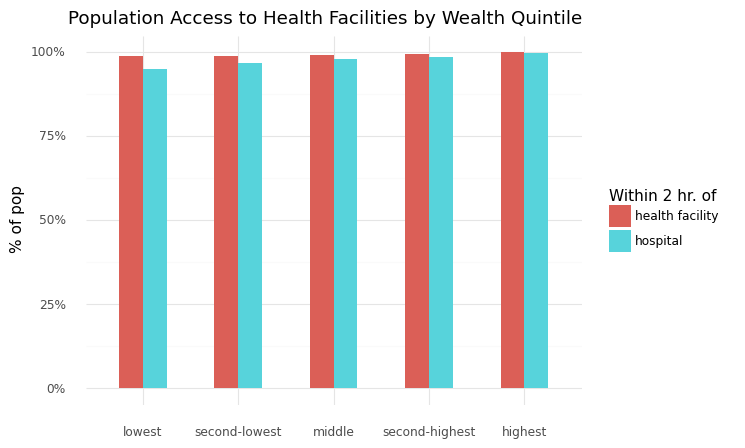 Population Access to Health Facilities by Wealth Quintile
100%
75%
50%
25%
0%
% of pop
lowest second-lowest middle second-highest highest
Within 2 hr. of
health facility
hospital